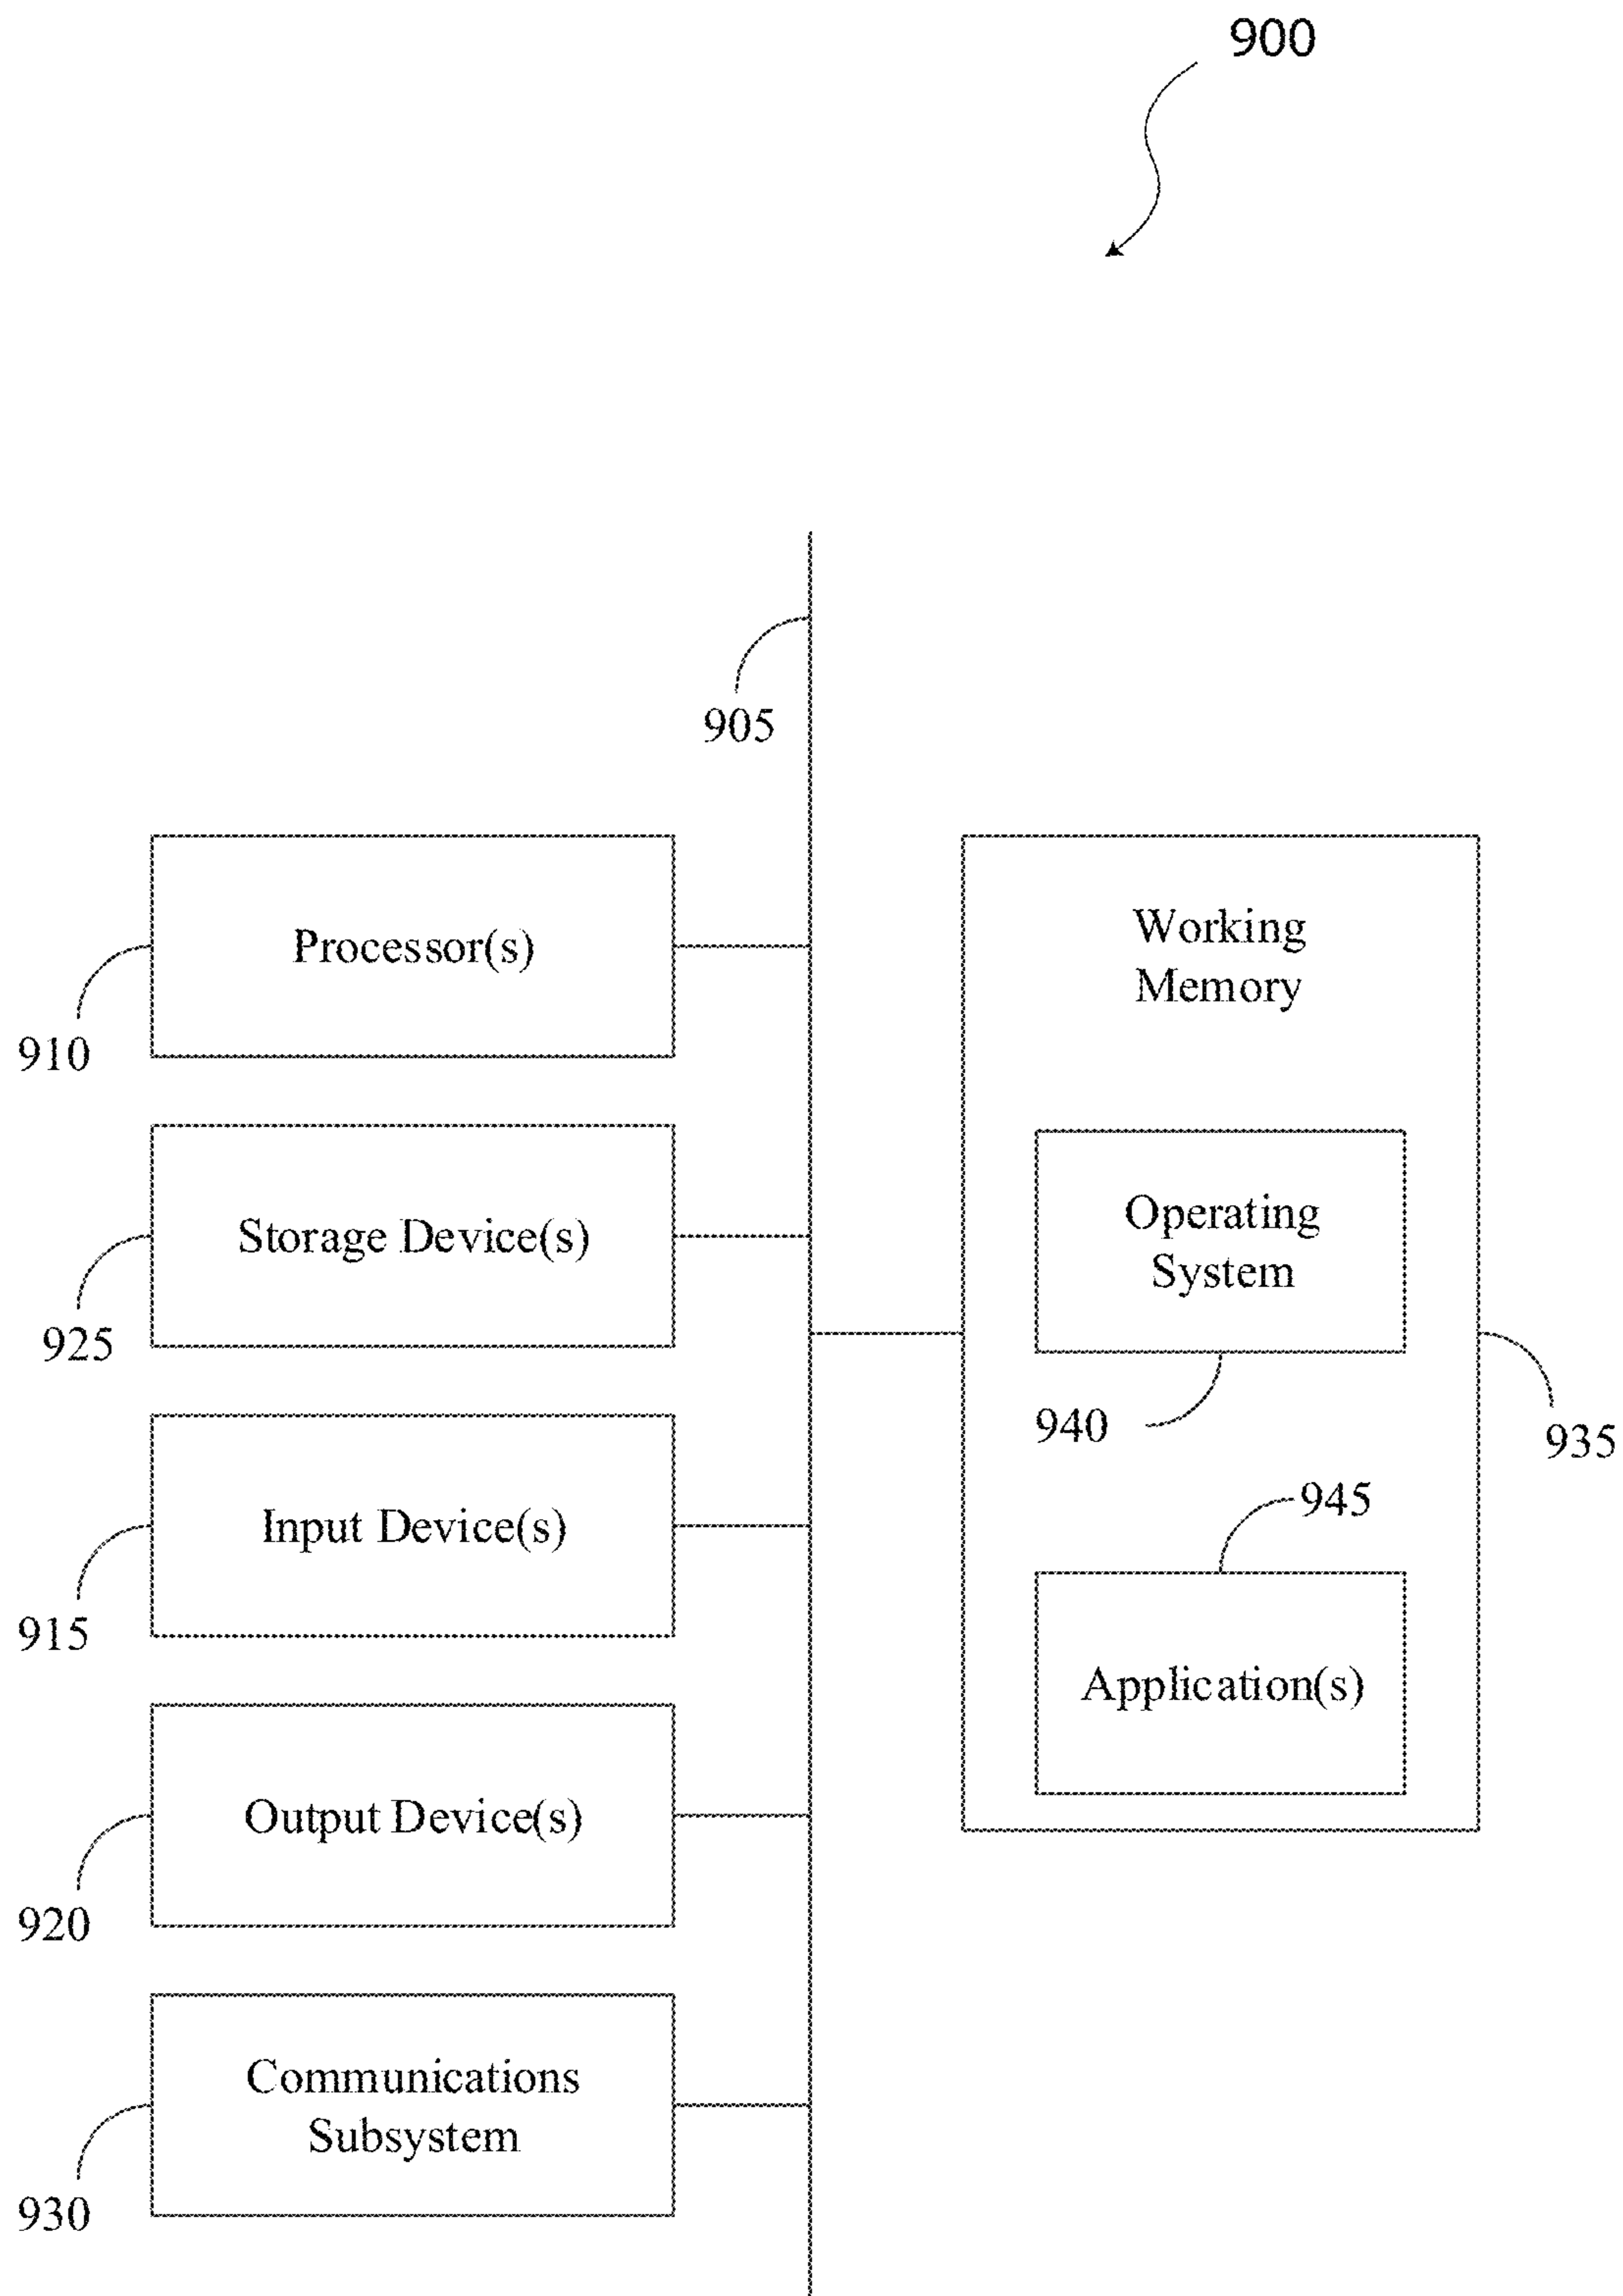 900
905
Processor(s)
910
Storage Device(s)
925
Input Device(s)
915
Output Device(s)
920
Communications
Subsystem
930
Working
Memory
Operating
System
940
935
945
Application(s)